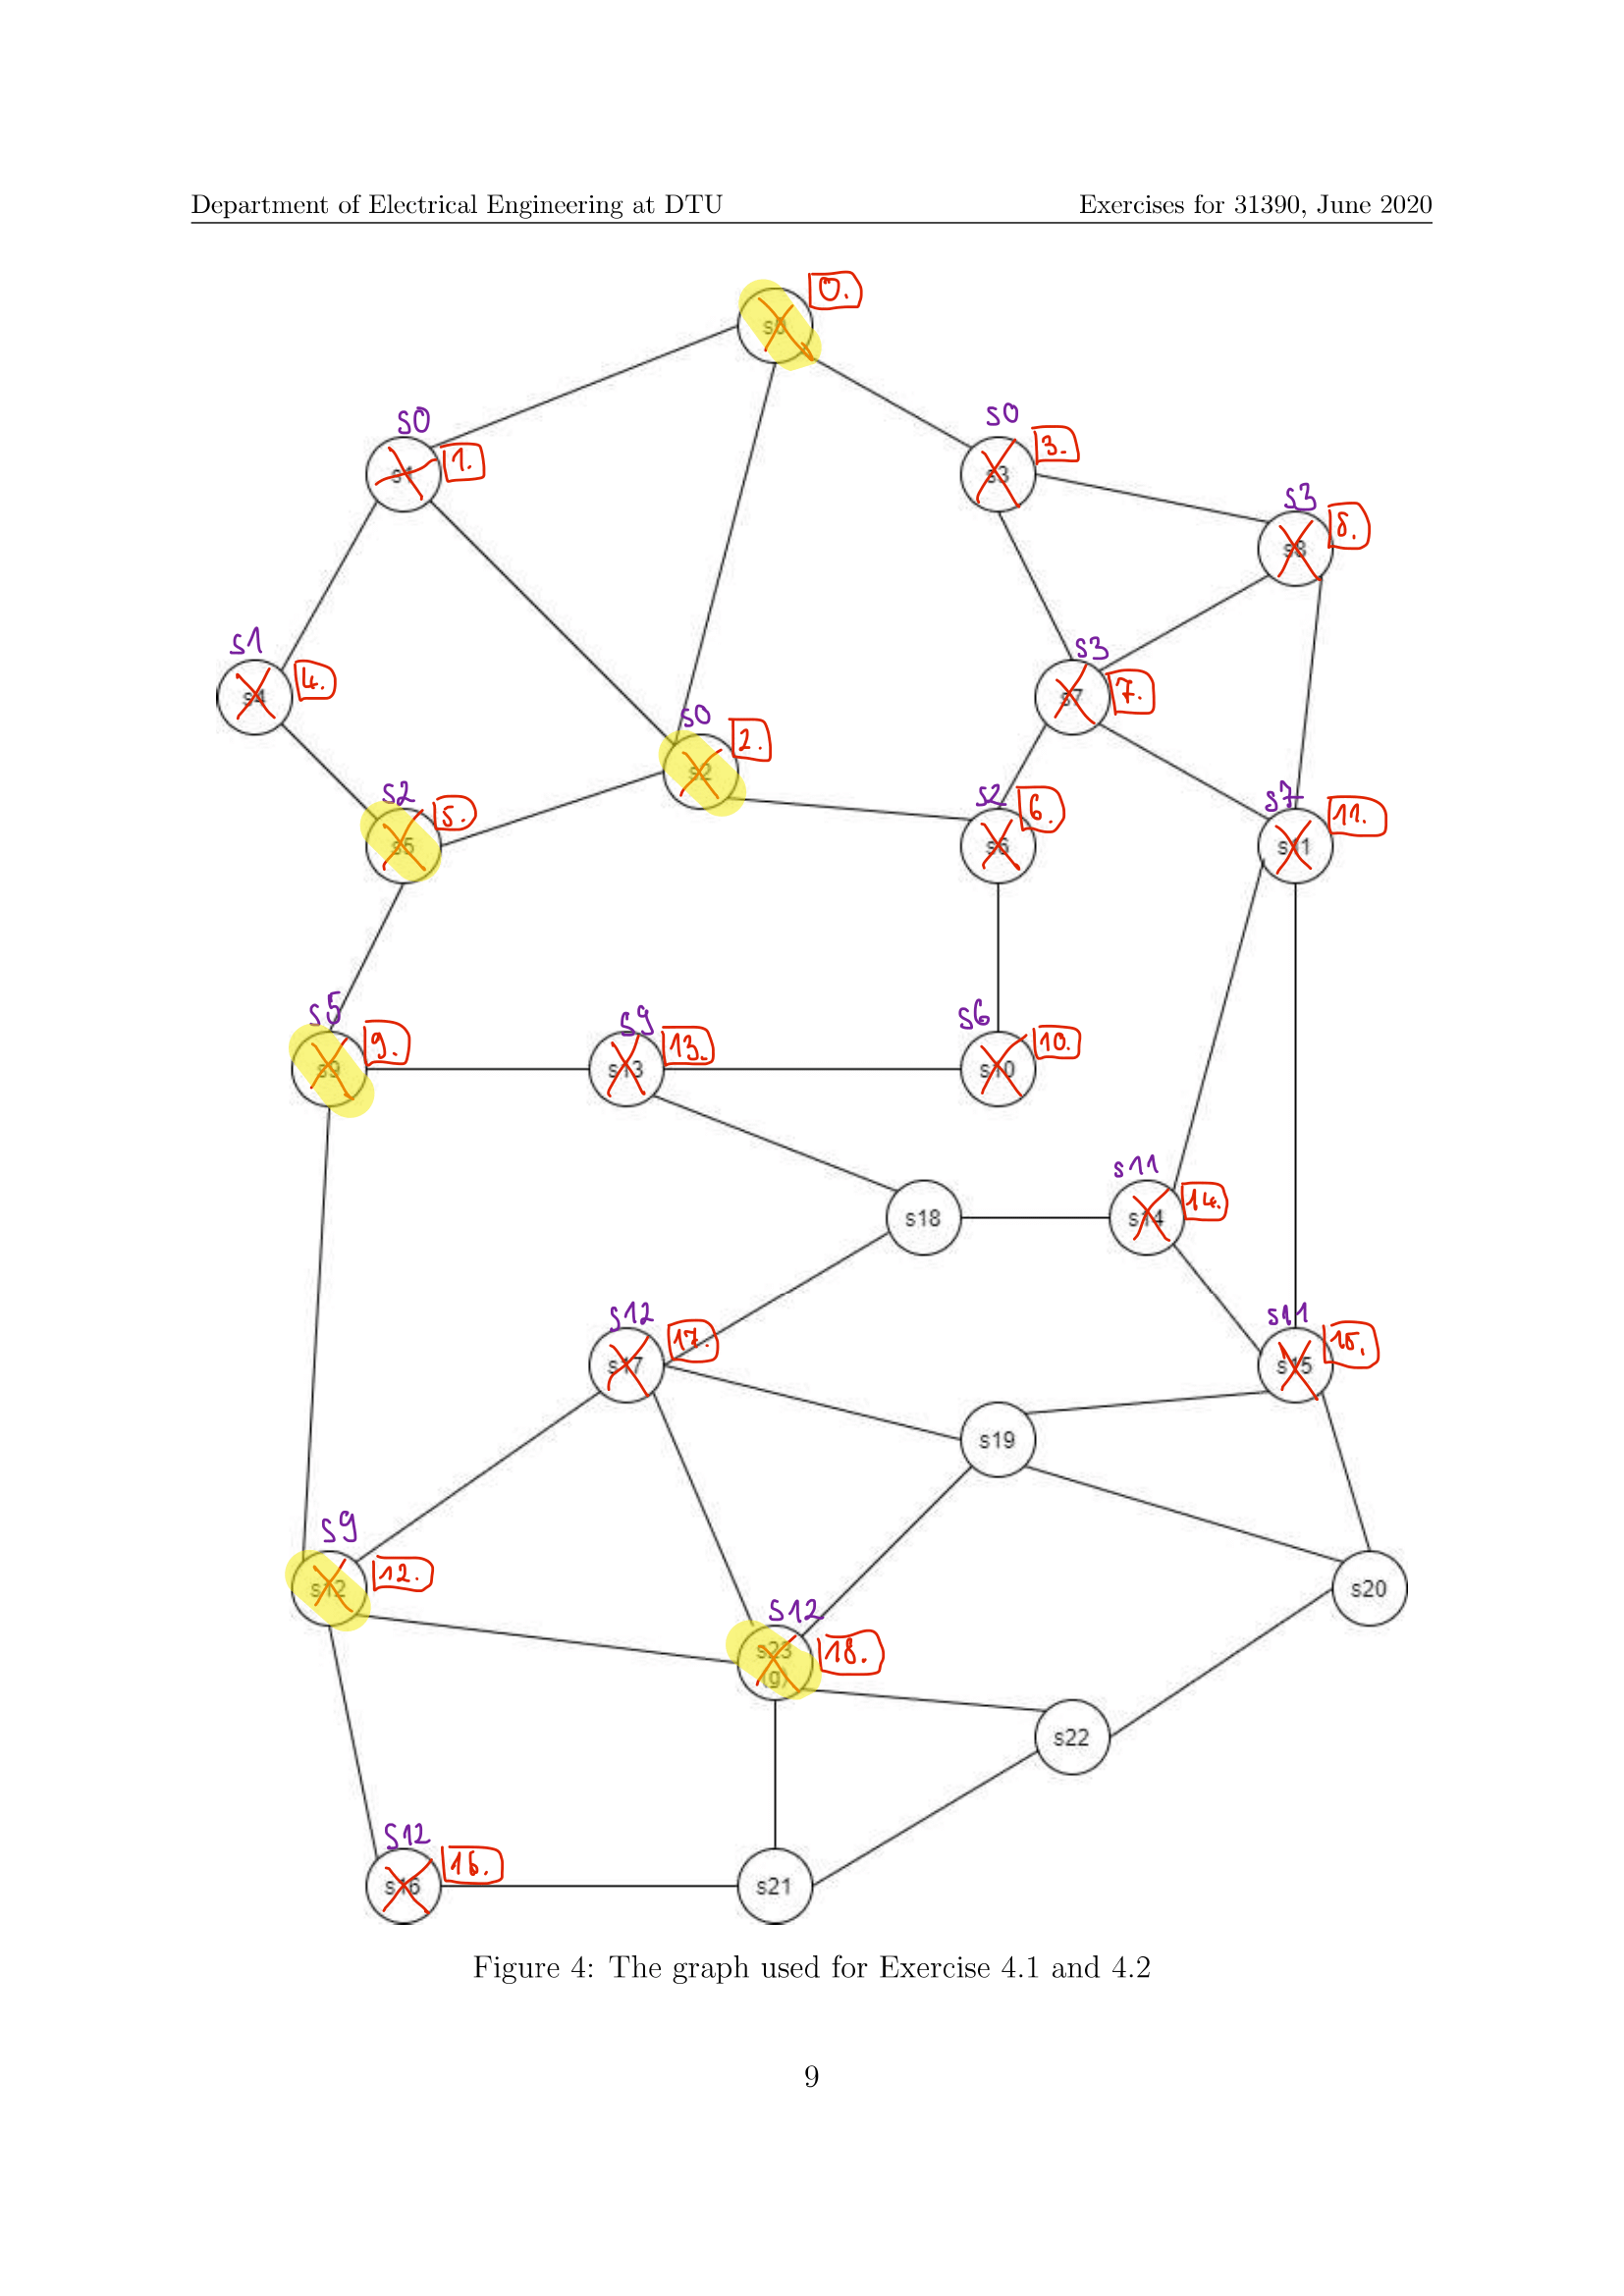 Department of Electrical Engineering at DTU
Exercises for 31390, June 2020
0.
s0
s0
s0
1.
3.
s1
s3
s3
8.
s8
s1
s3
4.
7.
s4
s7
s0
2.
s2
s2
s2
s7
5.
6.
11.
s5
s6
s11
s5
s9
s6
9.
13.
10.
s9
s13
s10
s11
14.
s18
s14
s12
s11
17.
15.
s17
s15
s19
s9
12.
s12
s20
s12
18.
s23
(g)
s22
s12
16.
s16
s21
Figure 4: The graph used for Exercise 4.1 and 4.2
9